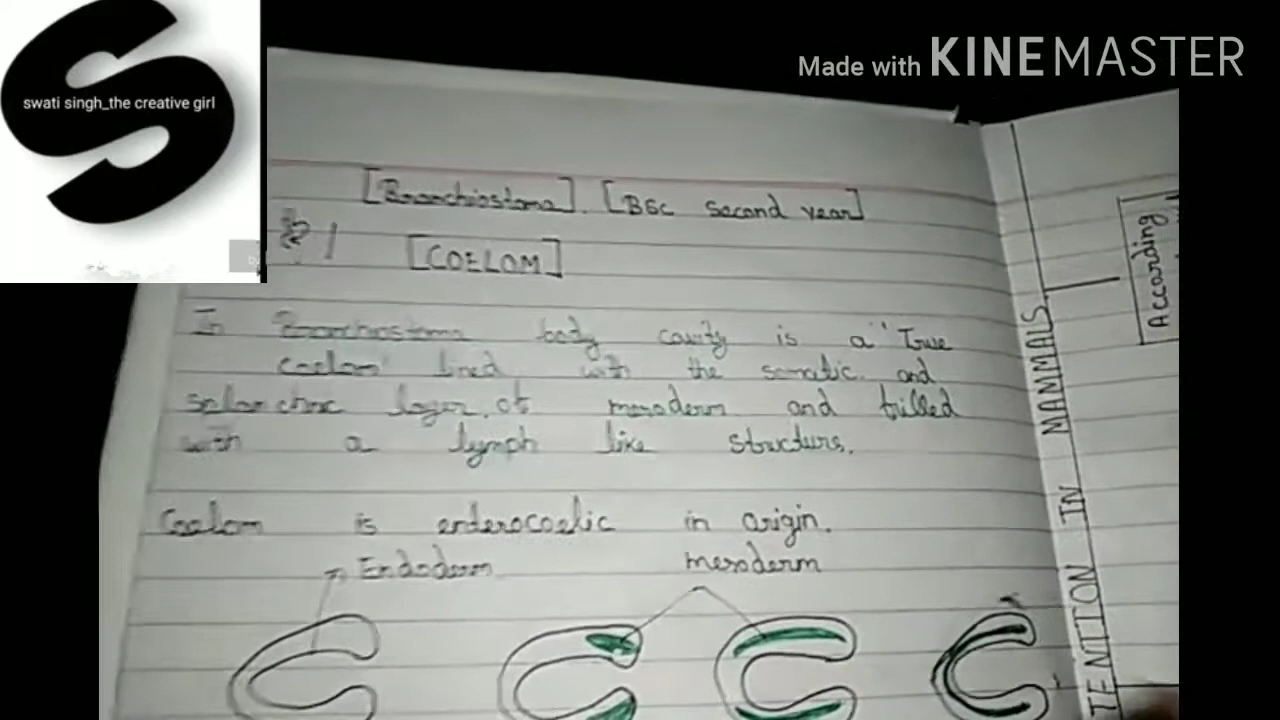 Made with KINEMASTER
swati singh_the creative girl
[Branchiostoma]. [BSc second year]
[COELOM]
In Branchiostoma body cavity is a "True
coelom" lined with the somatic and
splanchnic layer of mesoderm and filled
with a lymph like structure.
Coelom is enterocoelic in origin.
Endoderm mesoderm
According
TENTION IN MAMMALS